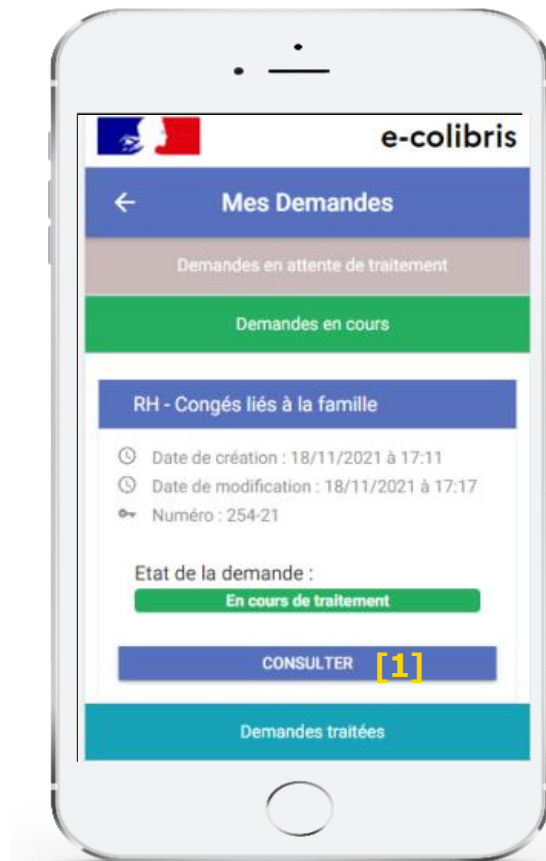 e-colibris
Mes Demandes
Demandes en attente de traitement
Demandes en cours
RH - Congés liés à la famille
Date de création : 18/11/2021 à 17:11
Date de modification : 18/11/2021 à 17:17
Numéro : 254-21
Etat de la demande :
En cours de traitement
CONSULTER [1]
Demandes traitées